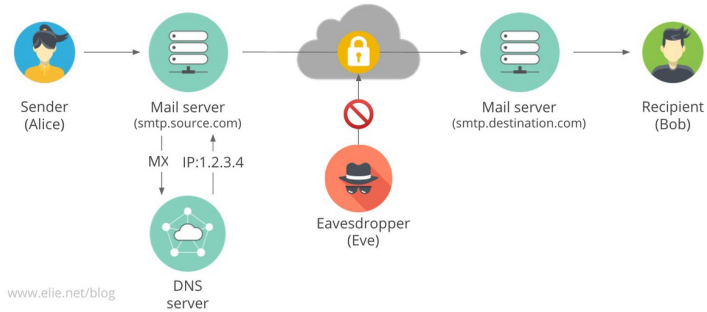 Sender
(Alice)
Mail server
(smtp.source.com)
Mail server
(smtp.destination.com)
Recipient
(Bob)
MX
IP:1.2.3.4
Eavesdropper
(Eve)
DNS
server
www.elie.net/blog